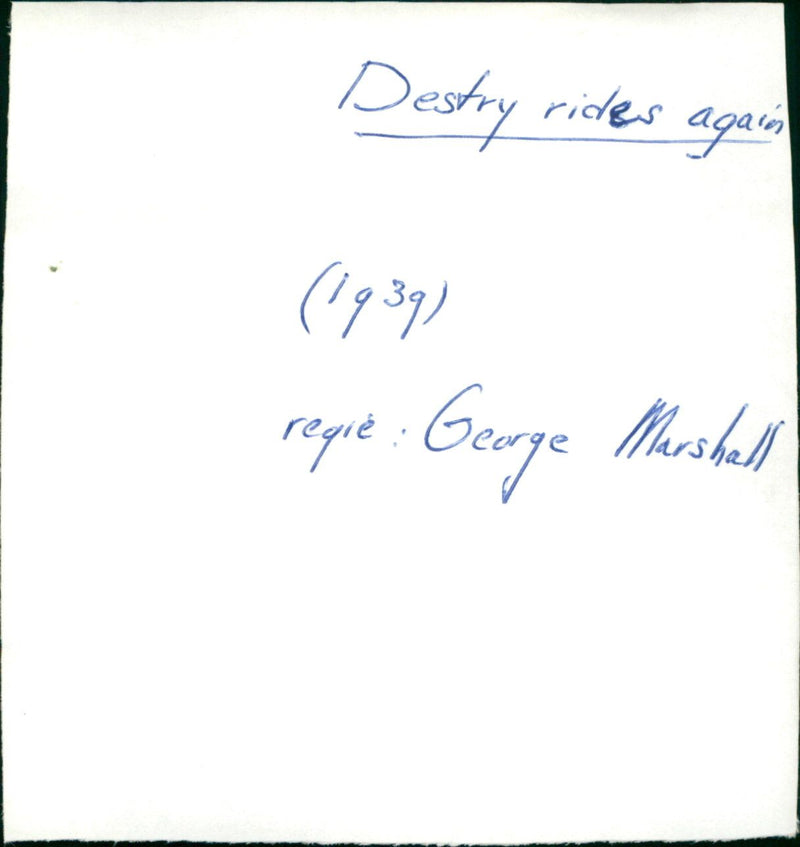 Destry rides again
(1939)
regie: George Marshall